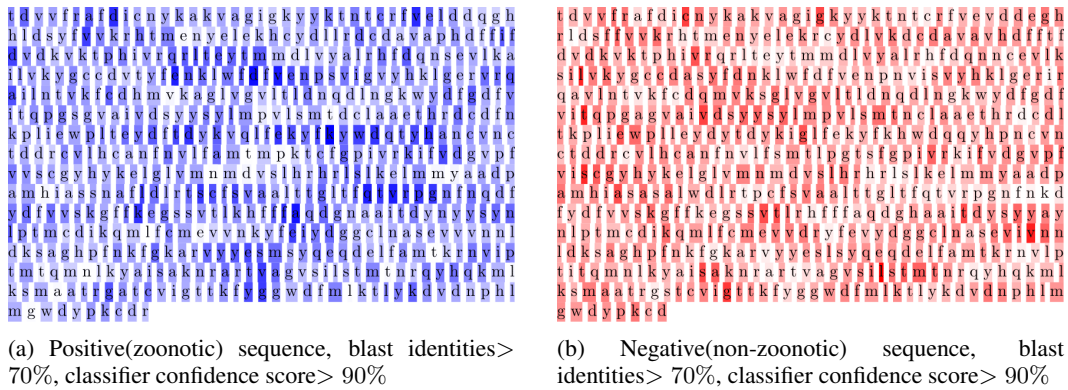 t d v v f r a f d i c n y k a k v a g i g k y y k t n t c r f v e l d d q g h
h l d s y f v v k r h t m e n y e l e k h c y d l l r d c d a v a p h d f f i f
d v d k v k t p h i v r q r l t e y t m m d l v y a l r h f d q n s e v l k a
i l v k y g c c d v t y f e n k l w f d f v e n p s v i g v y h k l g e r v r q
a i l n t v k f c d h m v k a g l v g v l t l d n q d l n g k w y d f g d f v
i t q p g s g v a i v d s y y s y l m p v l s m t d c l a a e t h r d c d f n
k p l i e w p l t e y d f t d y k v q l f e k y f k y w d q t y h a n c v n c
t d d r c v l h c a n f n v l f a m t m p k t c f g p i v r k i f v d g v p f
v v s c g y h y k e l g l v m n m d v s l h r h r l s l k e l m m y a a d p
a m h i a s s n a f l d l r t s c f s v a a l t t g l t f q t v r p g n f n q d f
y d f v v s k g f f k e g s s v t l k h f f f a q d g n a a i t d y n y y s y n
l p t m c d i k q m l f c m e v v n k y f e i y d g g c l n a s e v v v n n l
d k s a g h p f n k f g k a r v y y e s m s y q e q d e l f a m t k r n v l p
t m t q m n l k y a i s a k n r a r t v a g v s i l s t m t n r q y h q k m l
k s m a a t r g a t c v i g t t k f y g g w d f m l k t l y k d v d n p h l
m g w d y p k c d r
(a) Positive(zoonotic) sequence, blast identities>
70%, classifier confidence score> 90%
t d v v f r a f d i c n y k a k v a g i g k y y k t n t c r f v e v d d e g h
r l d s f f v v k r h t m e n y e l e k r c y d l v k d c d a v a v h d f f t f
d v d k v k t p h i v r q r l t e y t m m d l v y a l r h f d q n n c e v l k
s i l v k y g c c d a s y f d n k l w f d f v e n p n v i s v y h k l g e r i r
q a v l n t v k f c d q m v k s g l v g v l t l d n q d l n g k w y d f g d f
v i t q p g a g v a i v d s y y s y l m p v l s m t n c l a a e t h r d c d l
t k p l i e w p l l e y d y t d y k i g l f e k y f k h w d q q y h p n c v n
c t d d r c v l h c a n f n v l f s m t l p g t s f g p i v r k i f v d g v p f
v i s c g y h y k e l g l v m n m d v s l h r h r l s l k e l m m y a a d p
a m h i a s a s a l w d l r t p c f s v a a l t t g l t f q t v r p g n f n k d
f y d f v v s k g f f k e g s s v t l r h f f f a q d g h a a i t d y s y y a y
n l p t m c d i k q m l f c m e v v d r y f e v y d g g c l n a s e v i v n n
l d k s a g h p f n k f g k a r v y y e s l s y q e q d e l f a m t k r n v l p
t i t q m n l k y a i s a k n r a r t v a g v s i l s t m t n r q y h q k m l
k s m a a t r g s t c v i g t t k f y g g w d f m l k t l y k d v d n p h l m
g w d y p k c d
(b) Negative(non-zoonotic) sequence, blast
identities> 70%, classifier confidence score> 90%